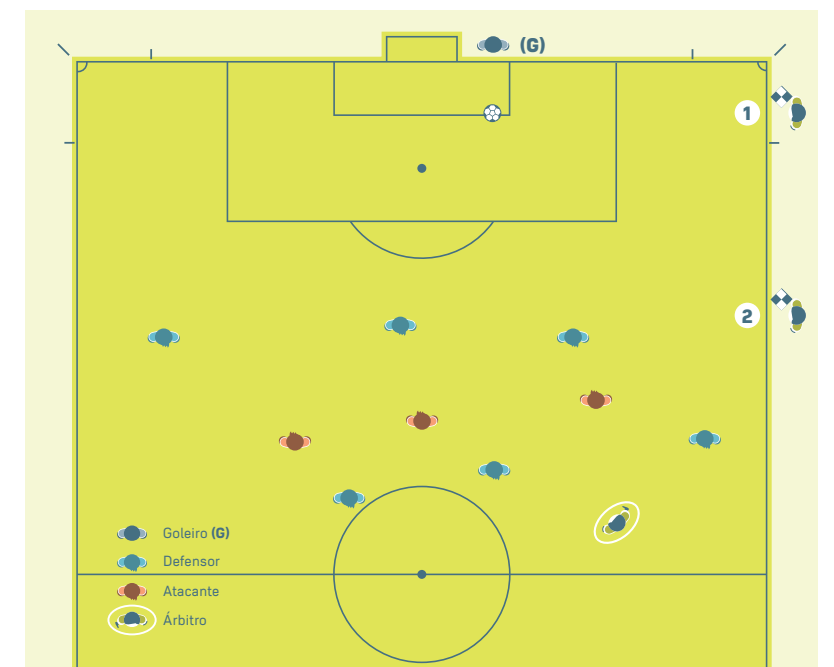 (G)
1
2
Goleiro (G)
Defensor
Atacante
Árbitro